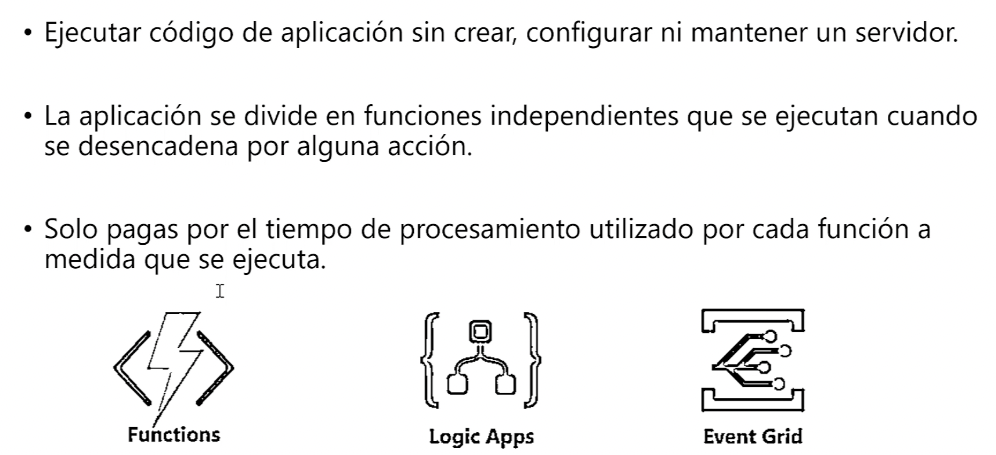 • Ejecutar código de aplicación sin crear, configurar ni mantener un servidor.
• La aplicación se divide en funciones independientes que se ejecutan cuando
se desencadena por alguna acción.
• Solo pagas por el tiempo de procesamiento utilizado por cada función a
medida que se ejecuta.
Functions
Logic Apps
Event Grid